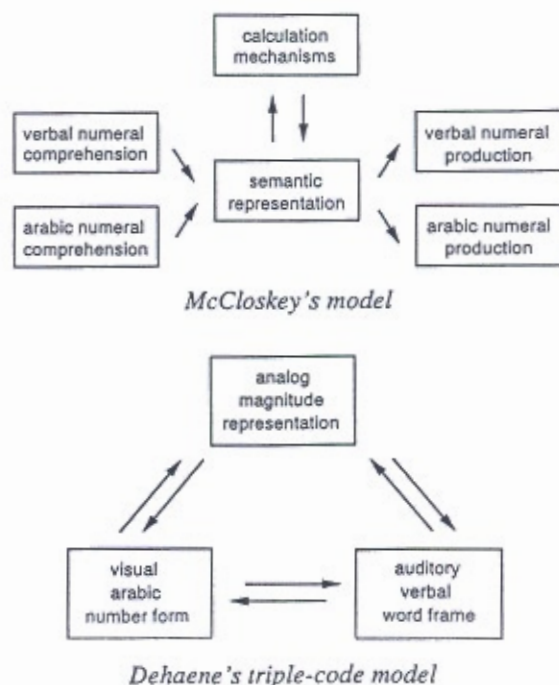 calculation
mechanisms
verbal numeral
comprehension
verbal numeral
production
semantic
representation
arabic numeral
comprehension
arabic numeral
production
McCloskey's model
analog
magnitude
representation
visual
arabic
number form
auditory
verbal
word frame
Dehaene's triple-code model